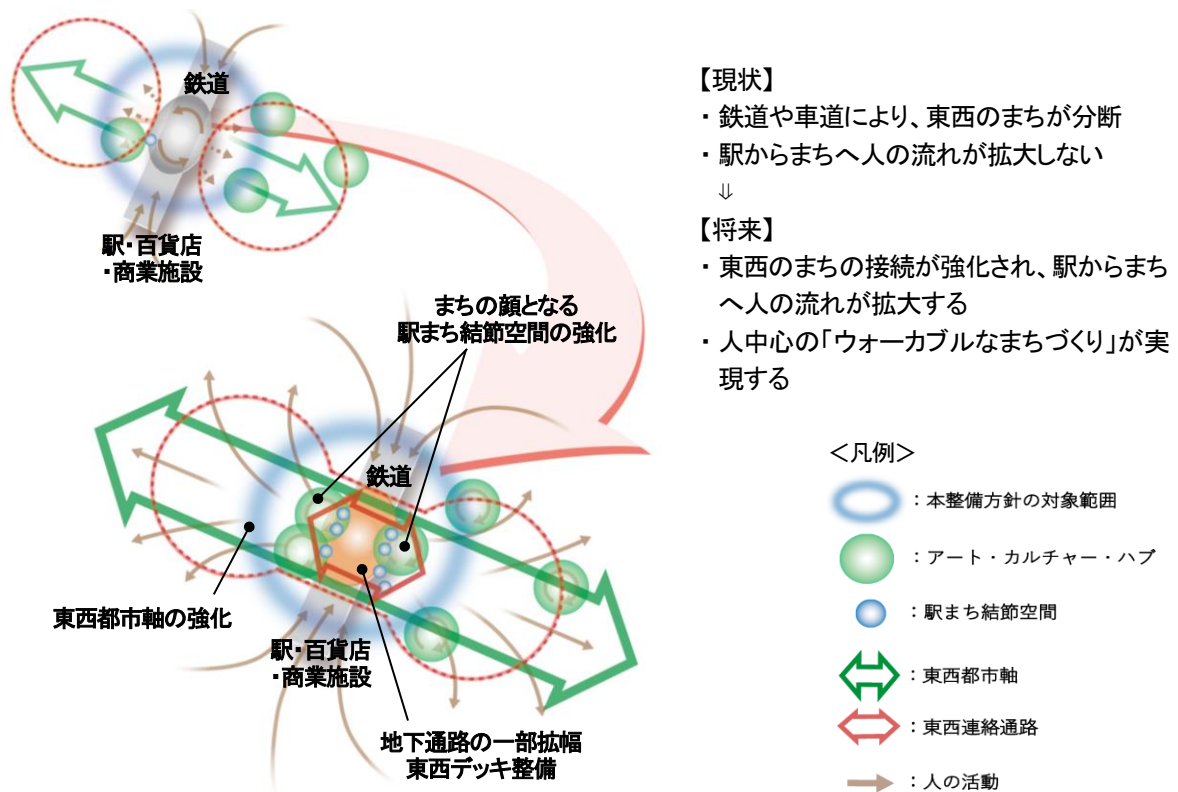 鉄道
駅・百貨店
・商業施設
まちの顔となる
駅まち結節空間の強化
鉄道
東西都市軸の強化
駅・百貨店
・商業施設
地下通路の一部拡幅
東西デッキ整備
【現状】
・鉄道や車道により、東西のまちが分断
・駅からまちへ人の流れが拡大しない
⇓
【将来】
・東西のまちの接続が強化され、駅からまち
へ人の流れが拡大する
・人中心の「ウォーカブルなまちづくり」が実
現する
＜凡例＞
：本整備方針の対象範囲
：アート・カルチャー・ハブ
：駅まち結節空間
：東西都市軸
：東西連絡通路
：人の活動